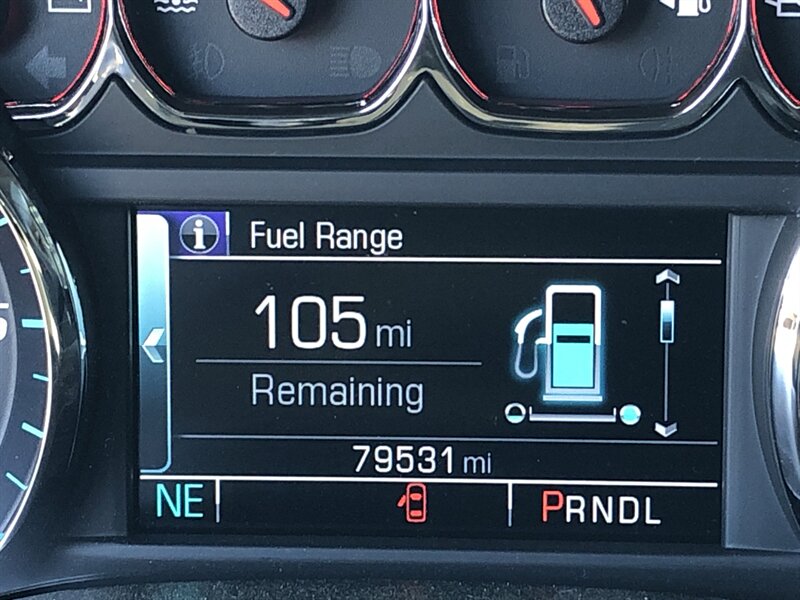 Fuel Range
105 mi
Remaining
79531 mi
NE PRNDL